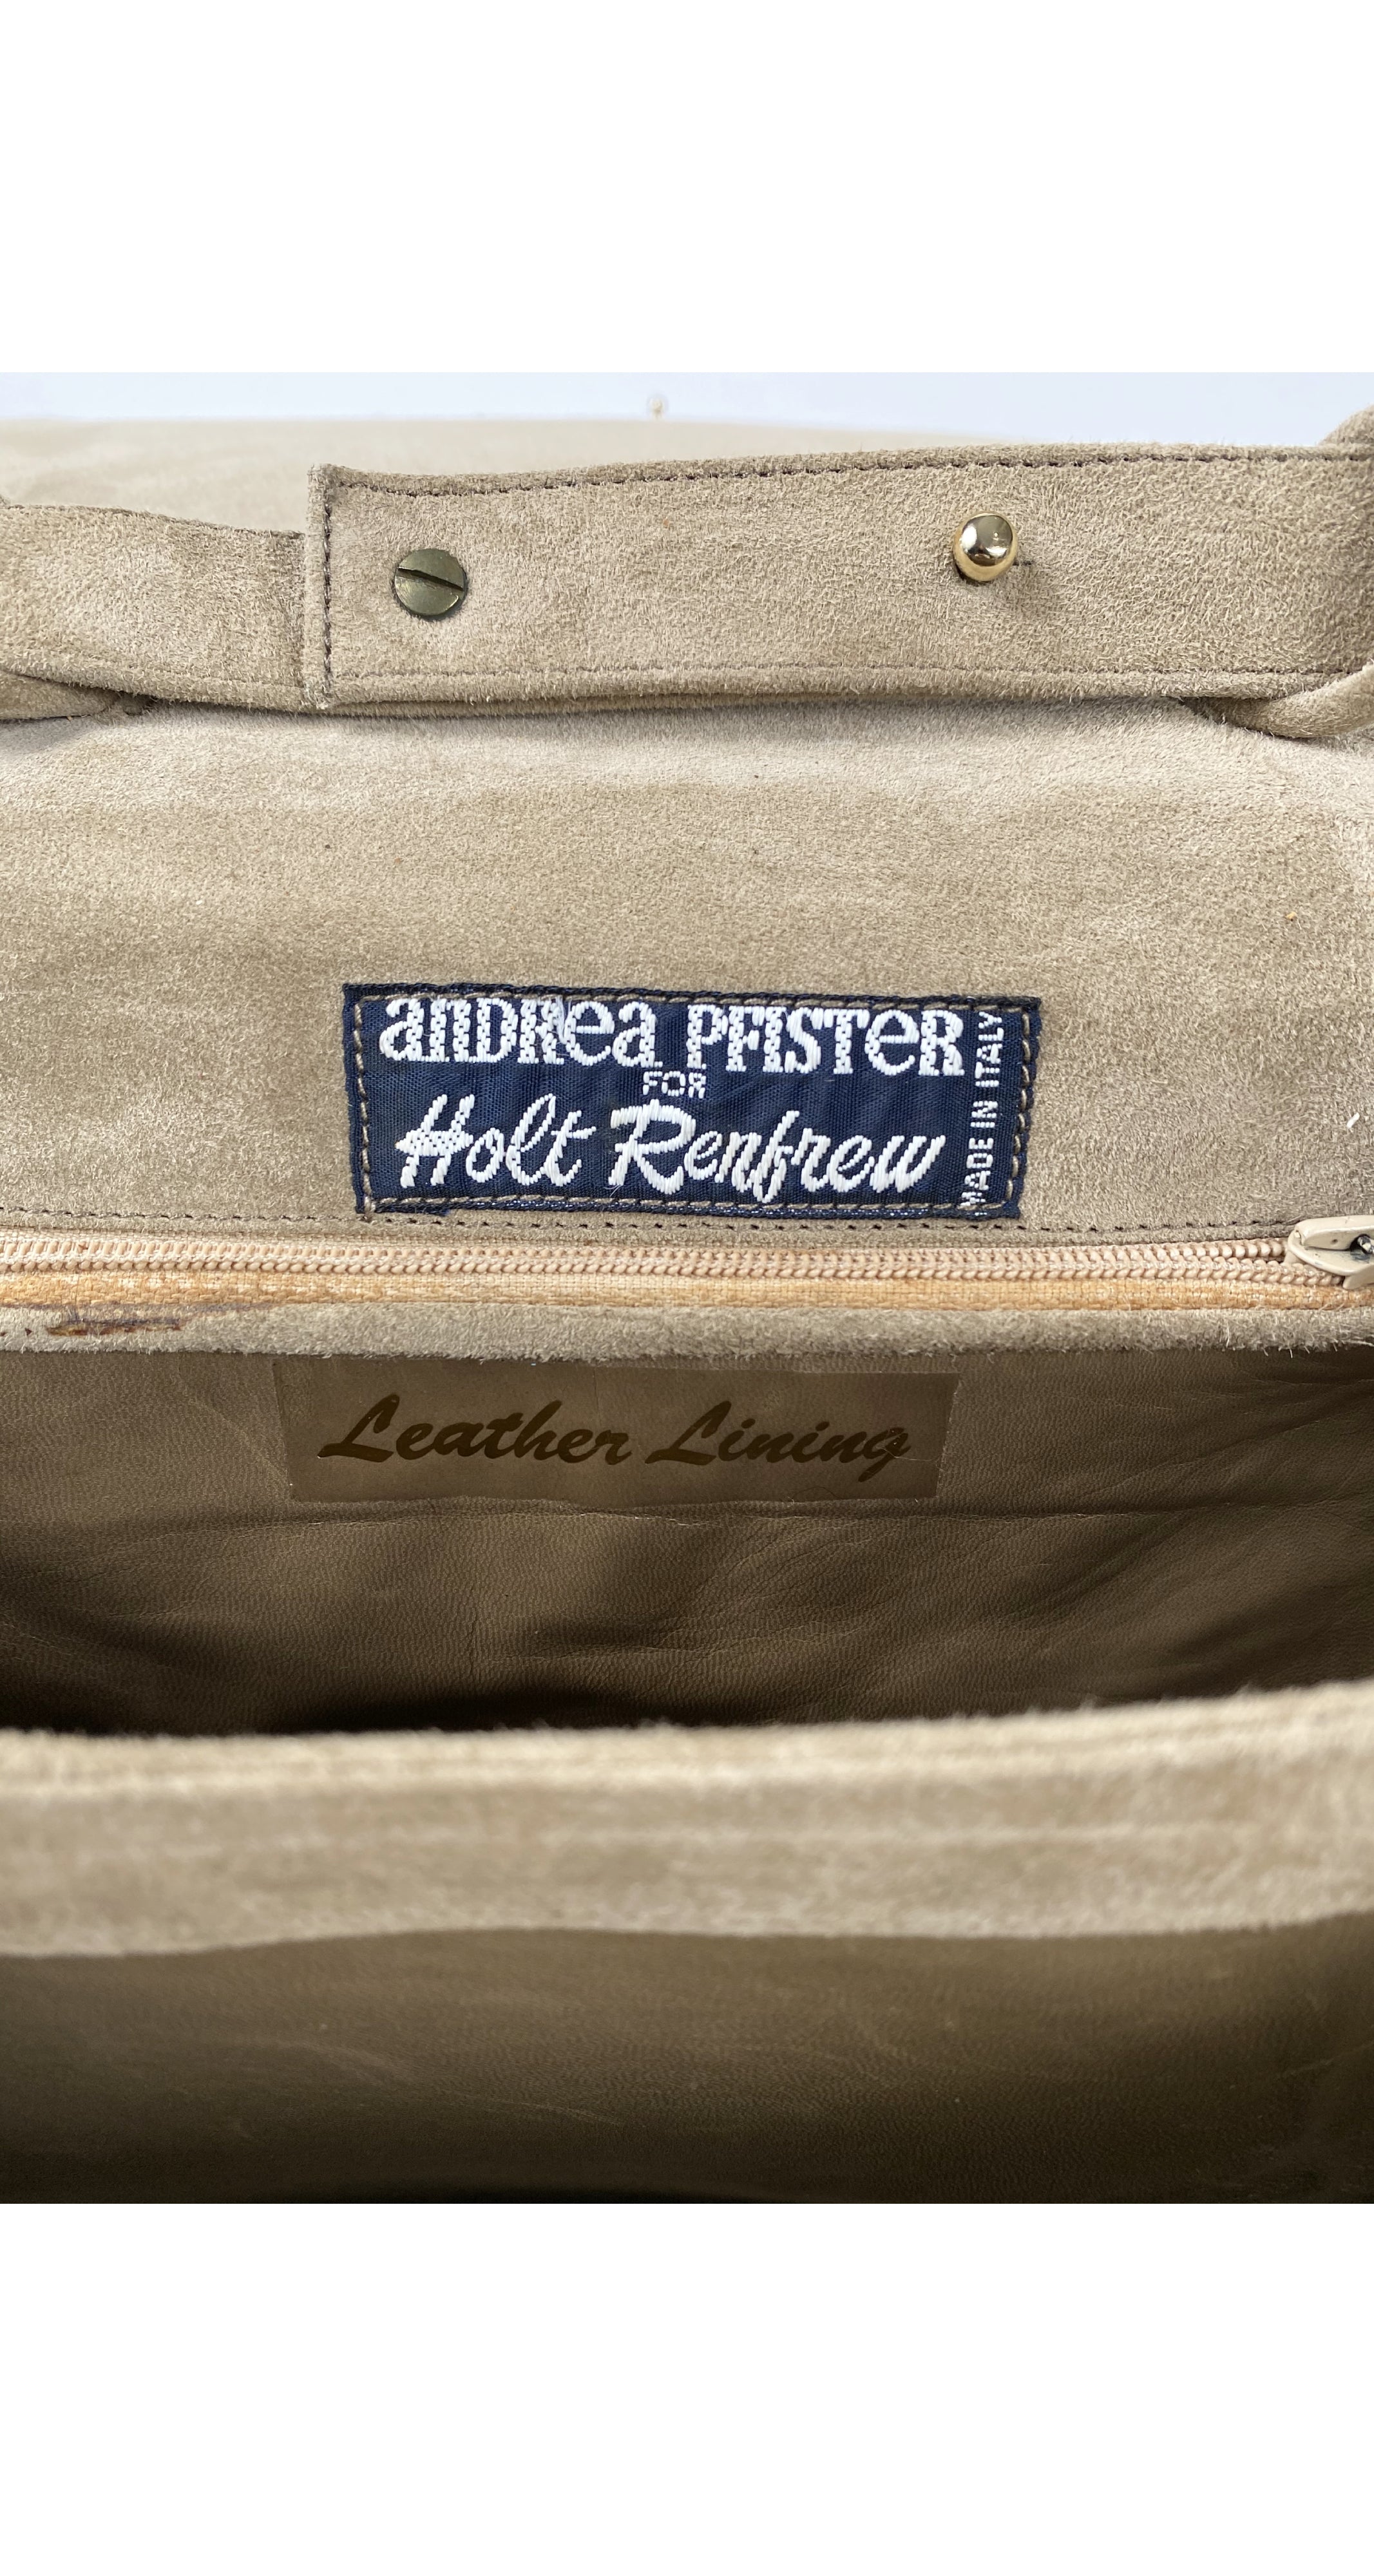 anDRea PFISTeR
FOR
Holt Renfrew
MADE IN ITALY
Leather Lining